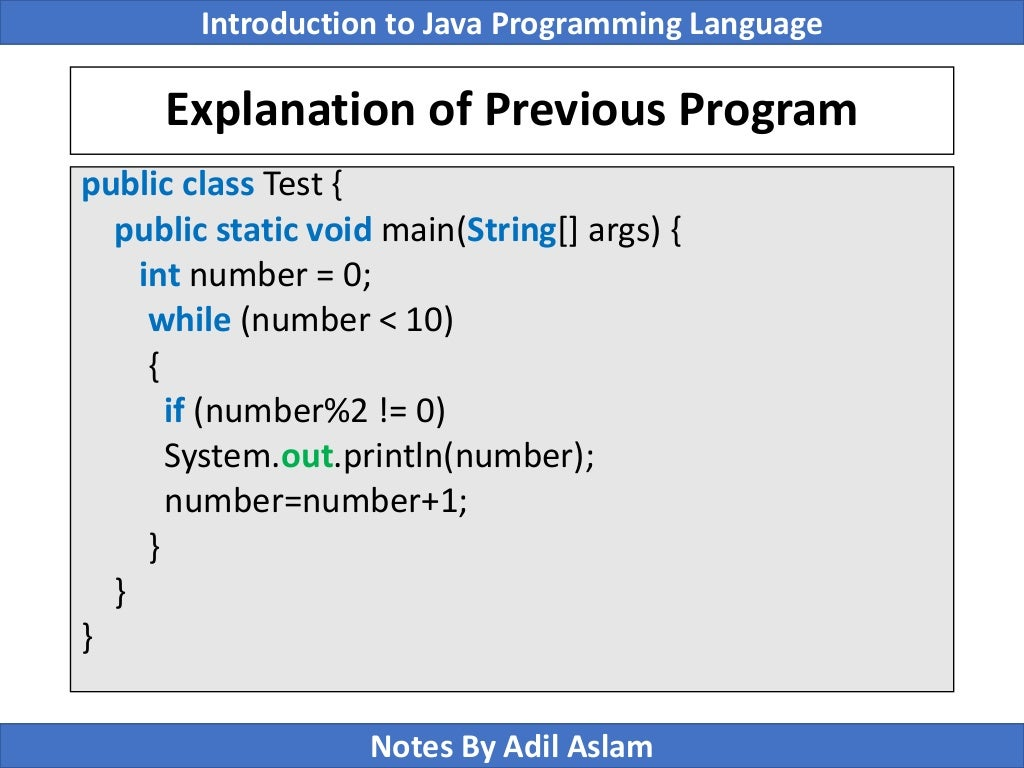 Introduction to Java Programming Language
Explanation of Previous Program
public class Test {
public static void main(String[] args) {
int number = 0;
while (number < 10)
{
if (number%2 != 0)
System.out.println(number);
number=number+1;
}
}
}
Notes By Adil Aslam